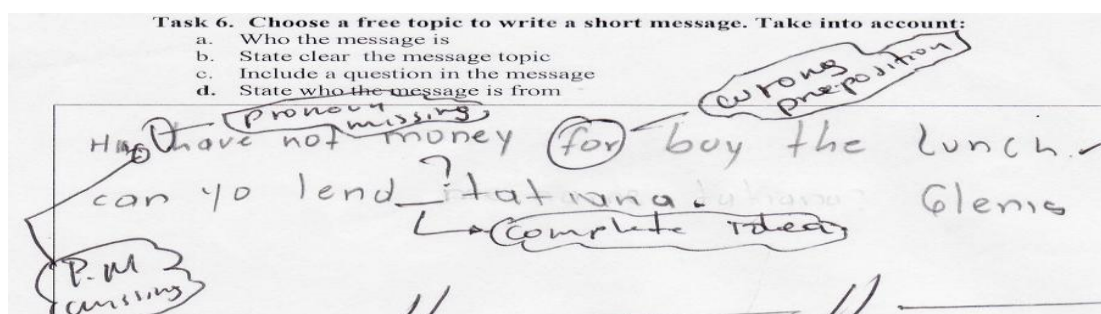 Task 6. Choose a free topic to write a short message. Take into account:
a. Who the message is
b. State clear the message topic
c. Include a question in the message
d. State who the message is from
wrong
preposition
pronoun
missing
have not money for buy the lunch.
can yo lend ? tatiana. Glenis
complete idea
P.M
missing